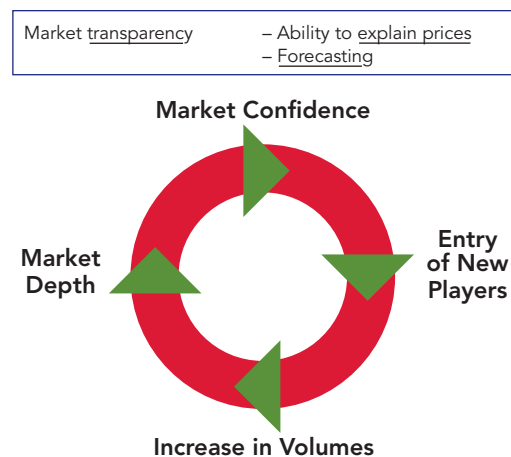 Market transparency – Ability to explain prices
– Forecasting
Market Confidence
Market
Depth
Entry
of New
Players
Increase in Volumes